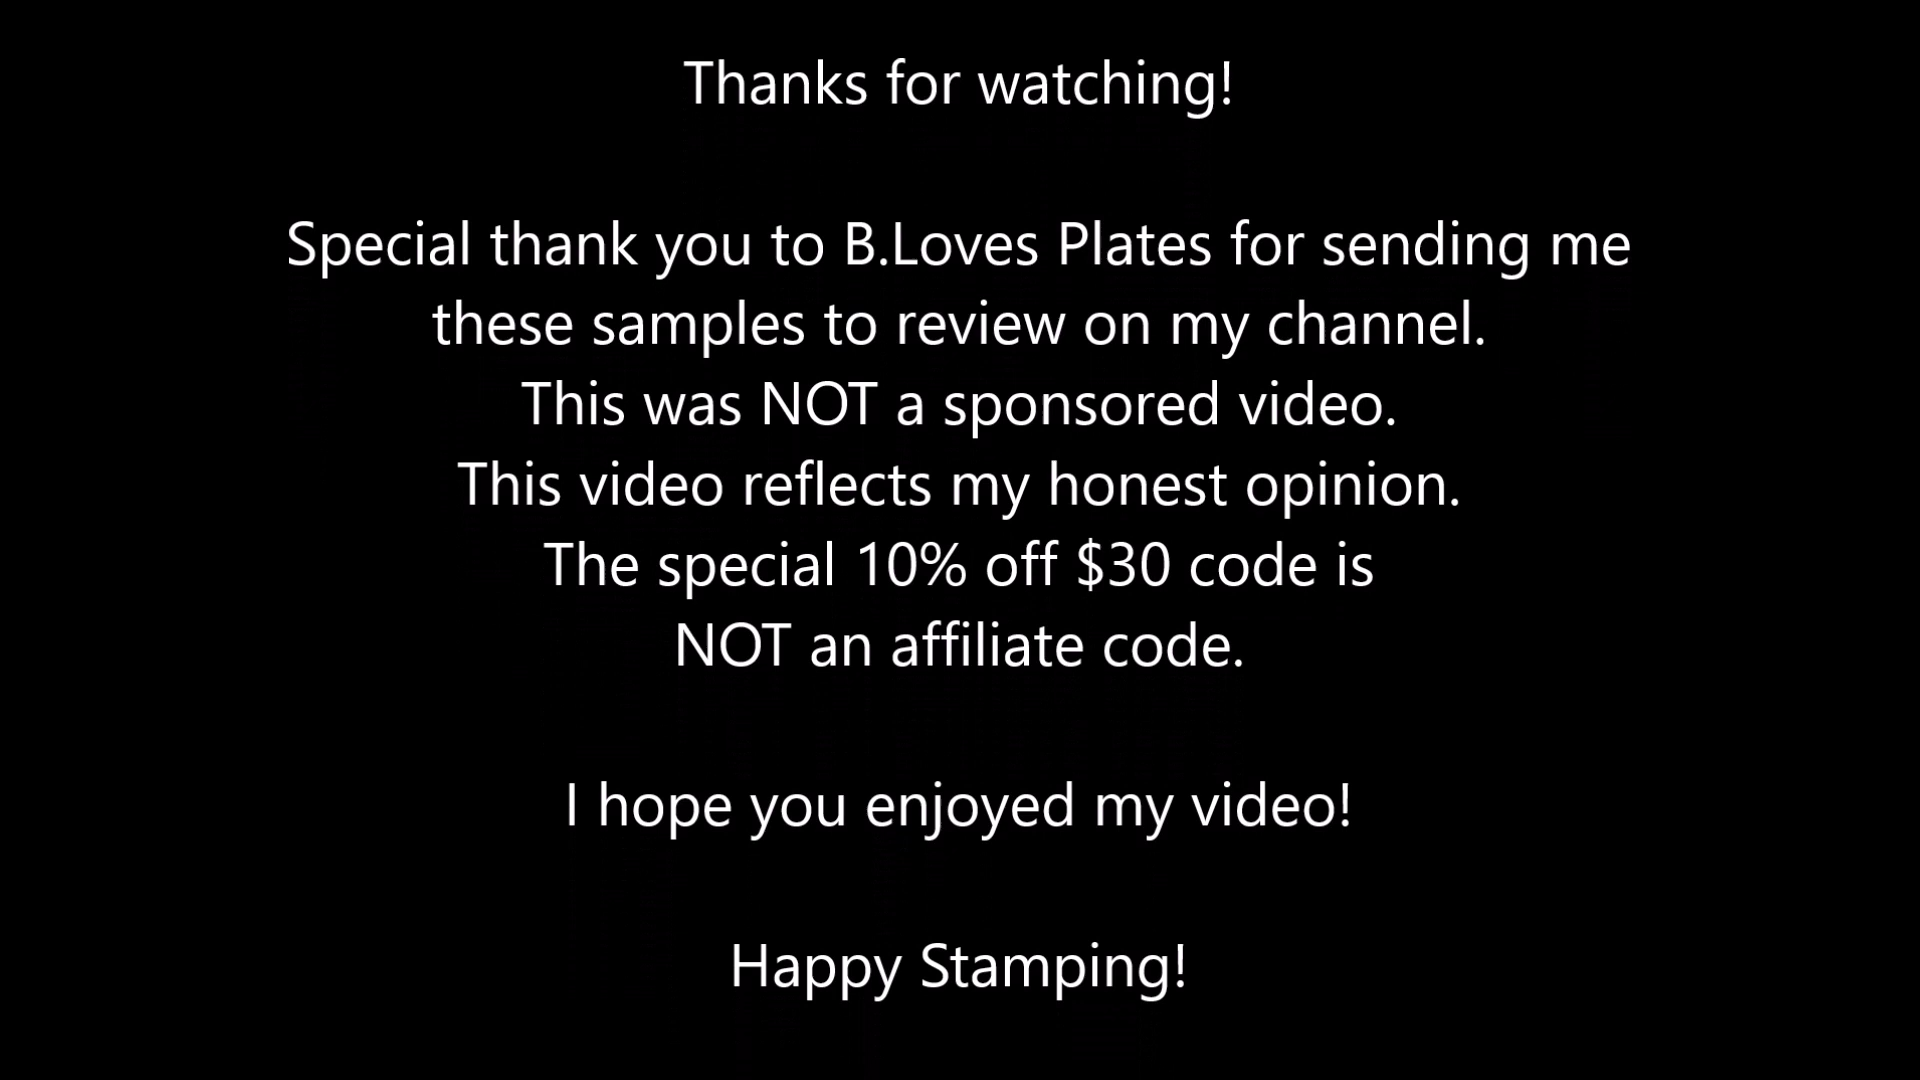 Thanks for watching!
Special thank you to B.Loves Plates for sending me
these samples to review on my channel.
This was NOT a sponsored video.
This video reflects my honest opinion.
The special 10% off $30 code is
NOT an affiliate code.
I hope you enjoyed my video!
Happy Stamping!